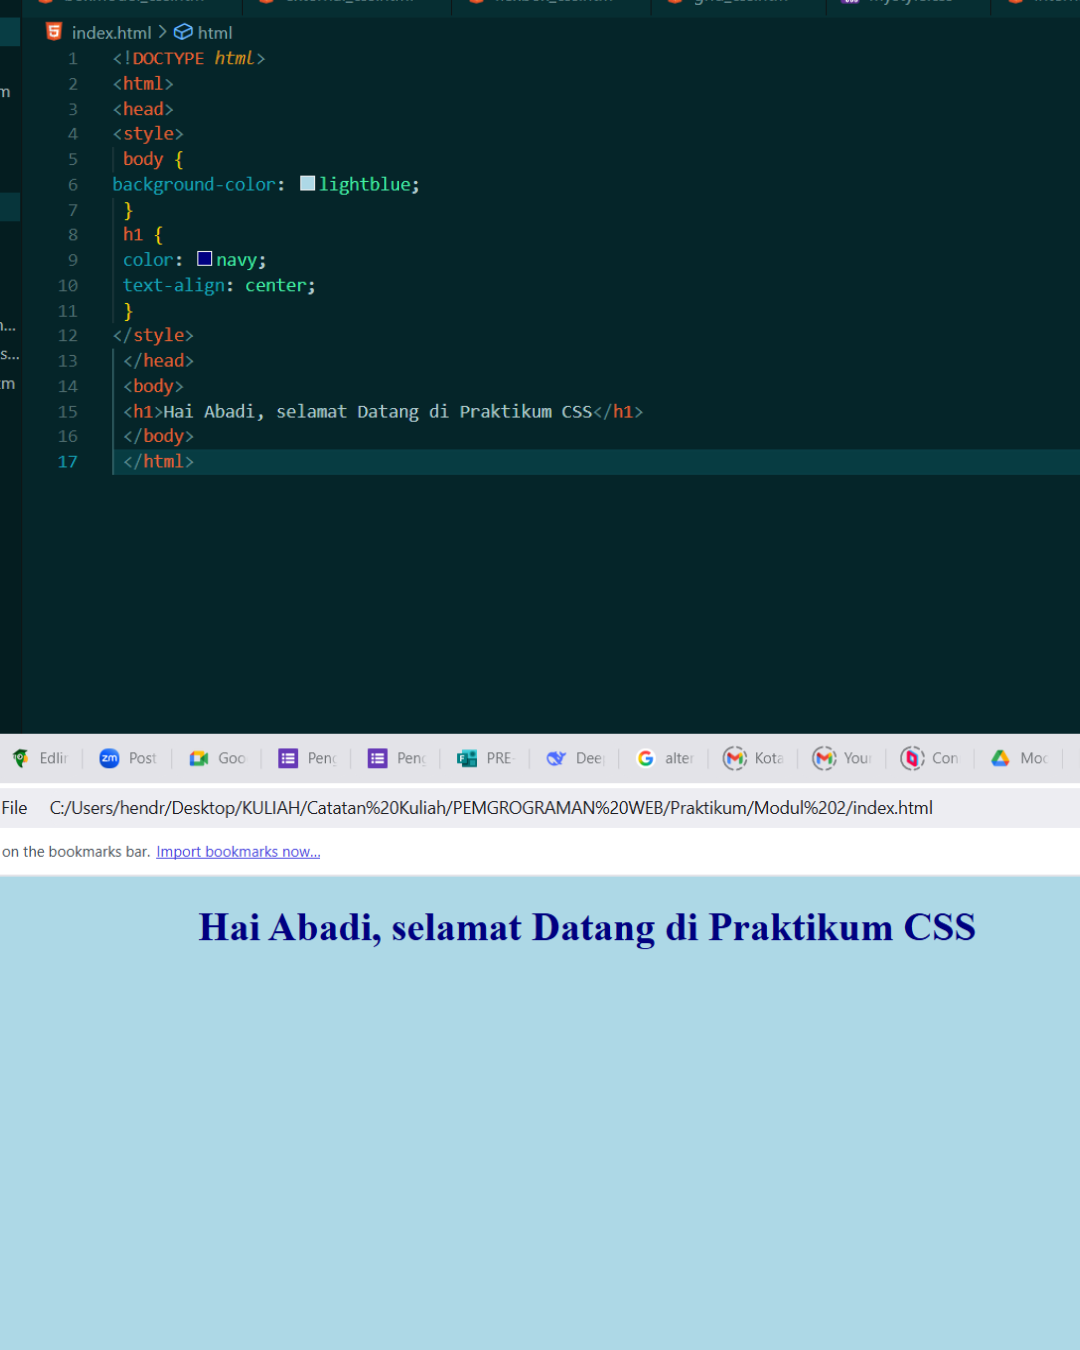 index.html > html
1 <!DOCTYPE html>
2 <html>
3 <head>
4 <style>
5 body {
6 background-color: lightblue;
7 }
8 h1 {
9 color: navy;
10 text-align: center;
11 }
12 </style>
13 </head>
14 <body>
15 <h1>Hai Abadi, selamat Datang di Praktikum CSS</h1>
16 </body>
17 </html>
m
s...
Edlin Post Goo Peng Peng PRE- Deep alter Kota You Con Moc
File C:/Users/hendr/Desktop/KULIAH/Catatan%20Kuliah/PEMGROGRAMAN%20WEB/Praktikum/Modul%202/index.html
on the bookmarks bar. Import bookmarks now...
Hai Abadi, selamat Datang di Praktikum CSS